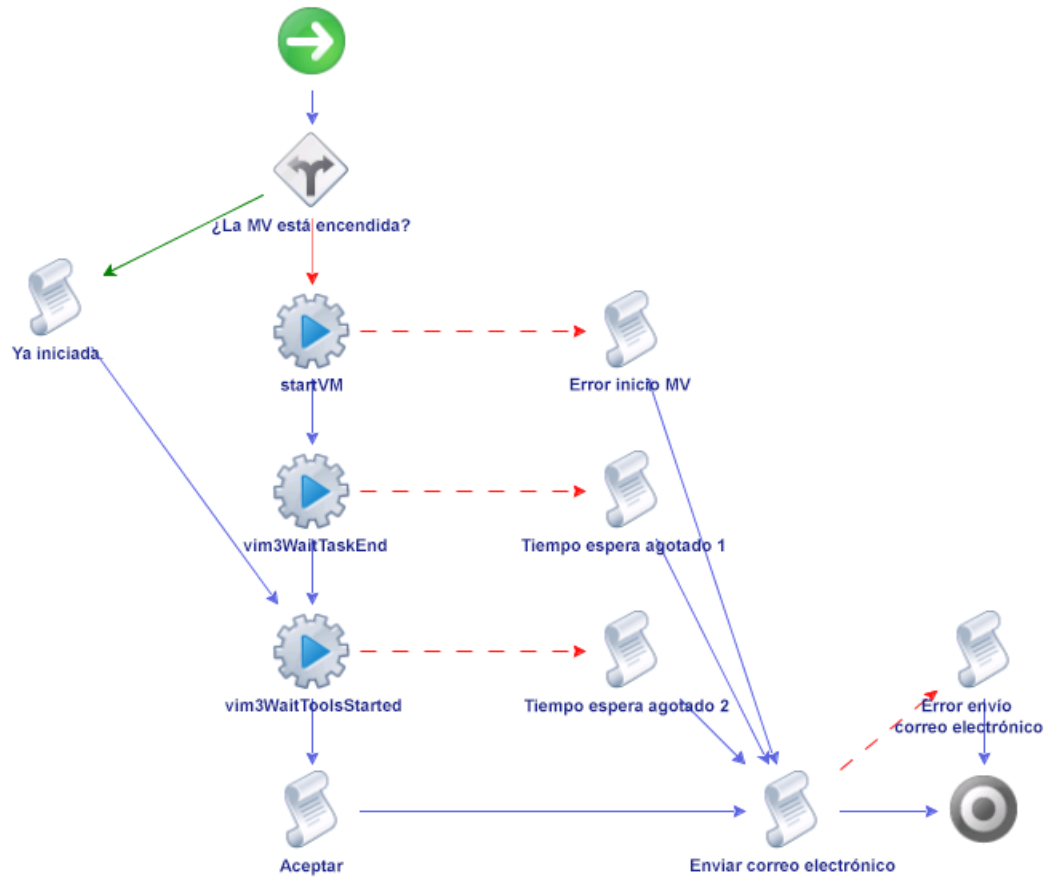 ¿La MV está encendida?
Ya iniciada
startVM
Error inicio MV
vim3WaitTaskEnd
Tiempo espera agotado 1
vim3WaitToolsStarted
Tiempo espera agotado 2
Error envío
correo electrónico
Aceptar
Enviar correo electrónico